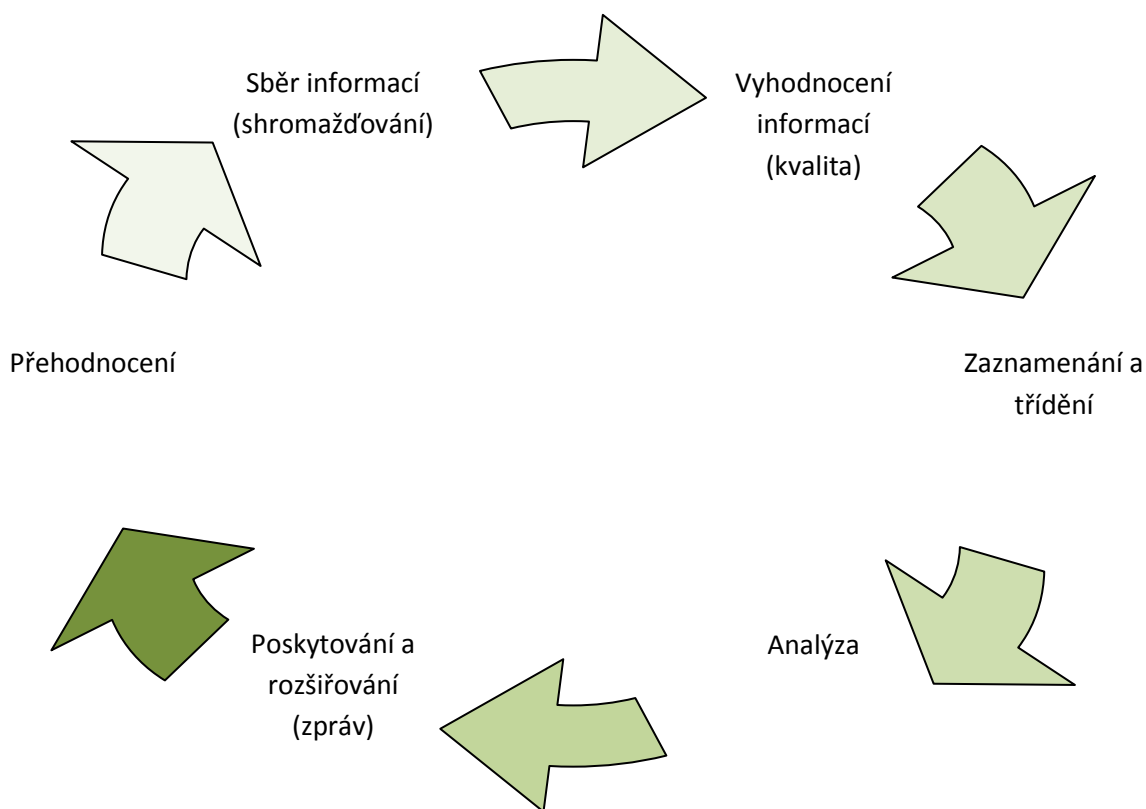 Sběr informací
(shromažďování)
Vyhodnocení
informací
(kvalita)
Zaznamenání a
třídění
Analýza
Poskytování a
rozšiřování
(zpráv)
Přehodnocení